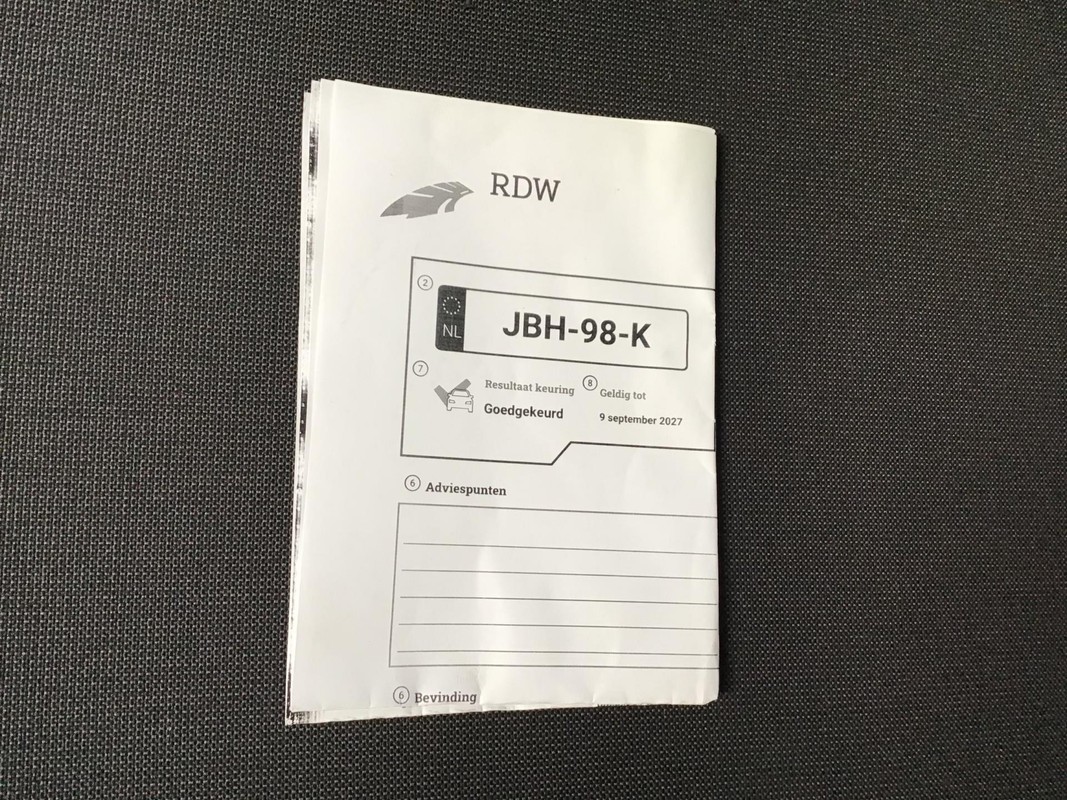 RDW
2
NL
JBH-98-K
7
Resultaat keuring
8
Geldig tot
Goedgekeurd
9 september 2027
6 Adviespunten
6 Bevinding